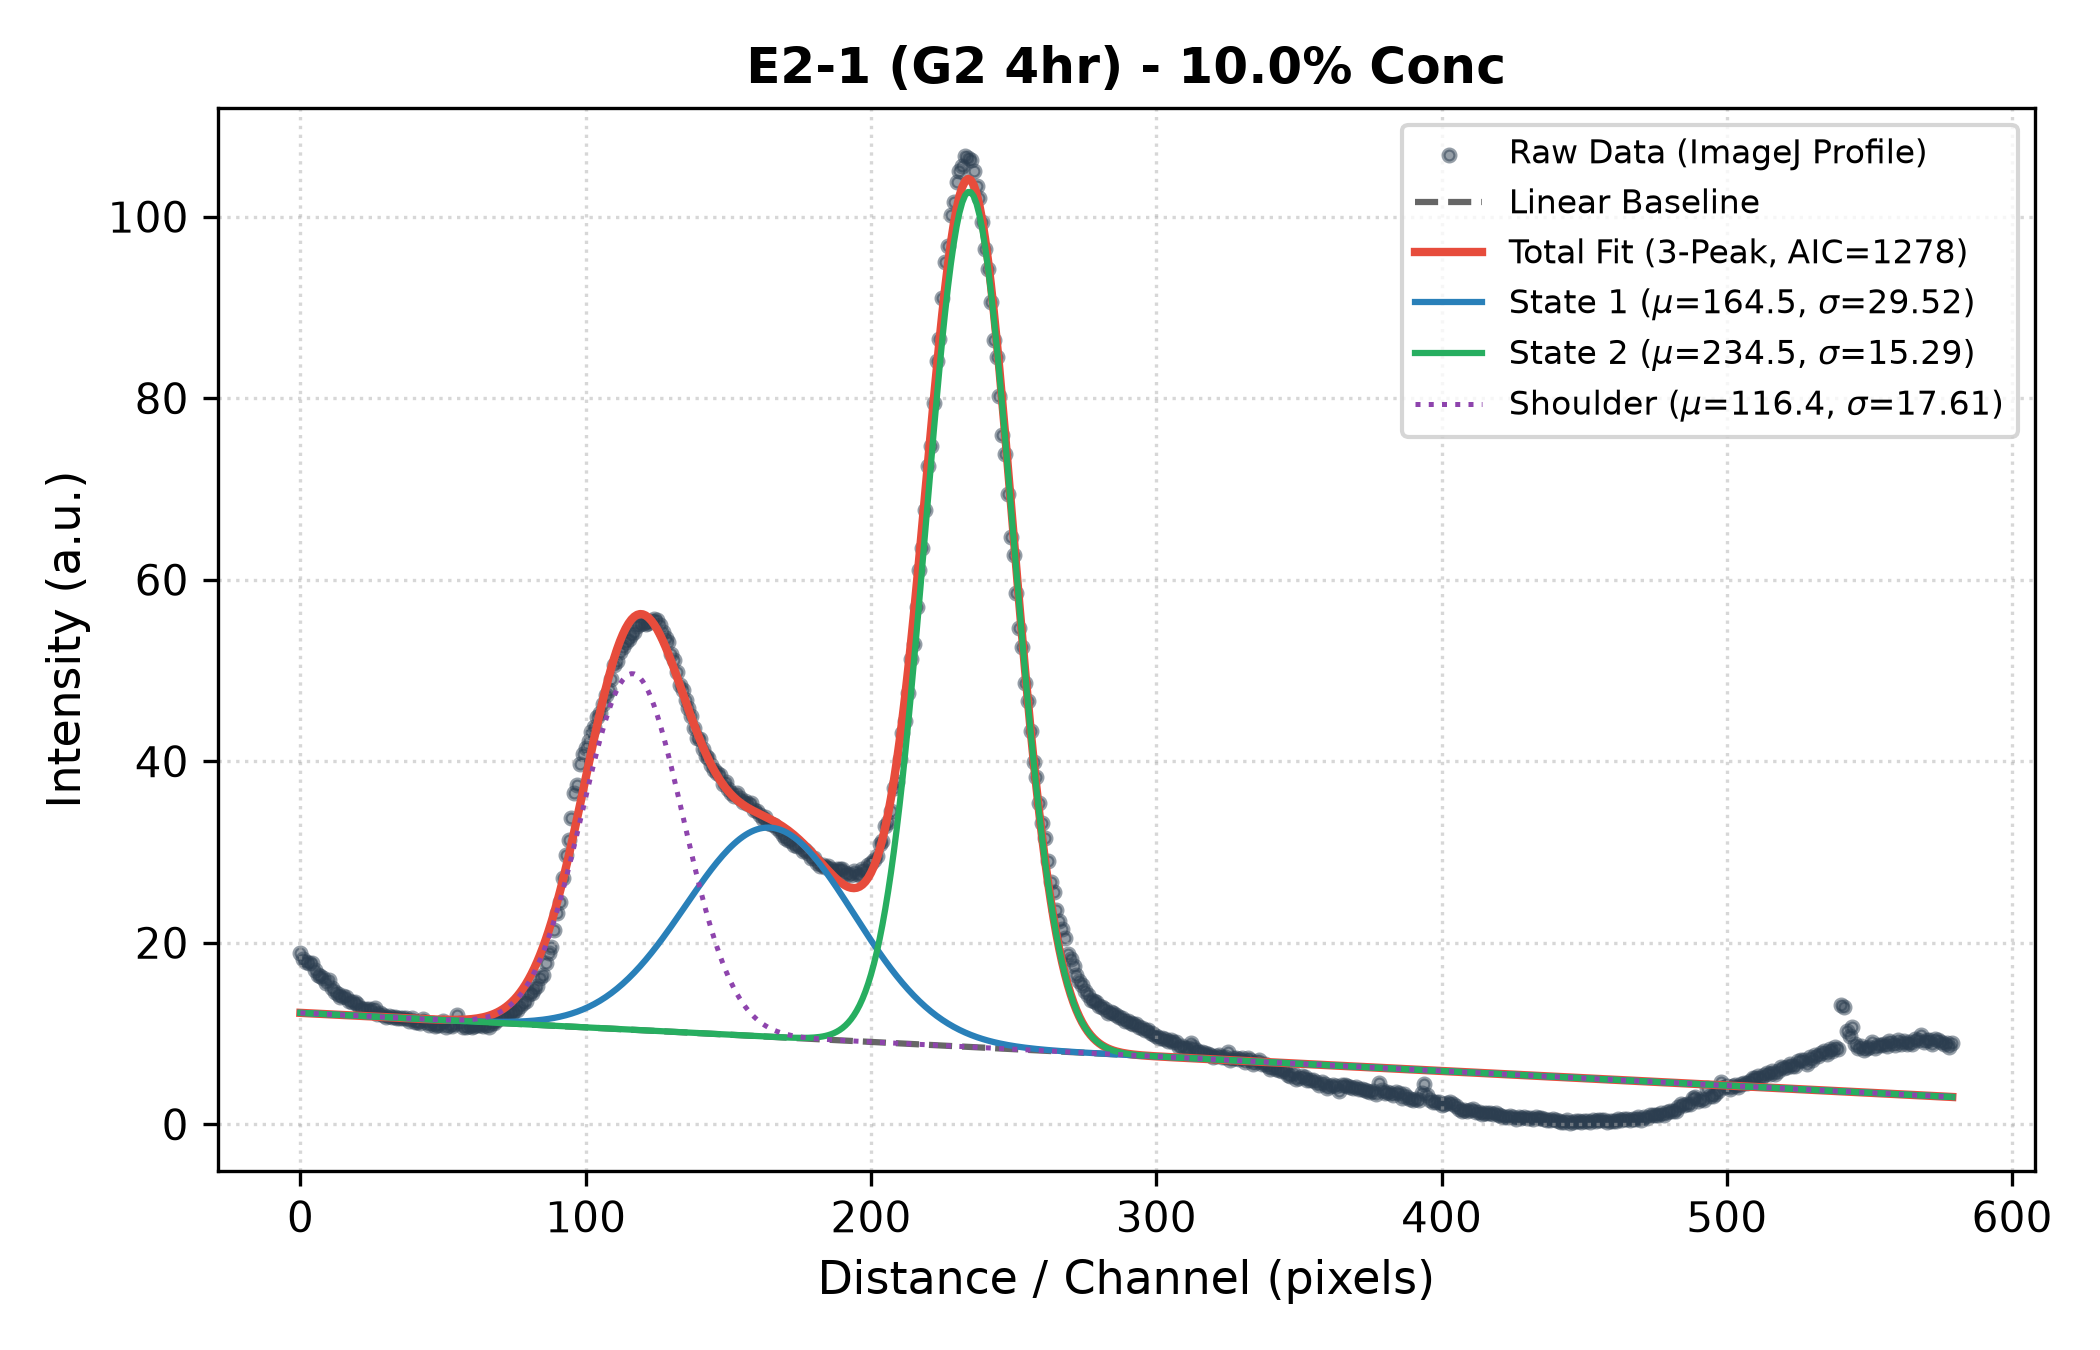 E2-1 (G2 4hr) - 10.0% Conc
Raw Data (ImageJ Profile)
Linear Baseline
Total Fit (3-Peak, AIC=1278)
State 1 (μ=164.5, σ=29.52)
State 2 (μ=234.5, σ=15.29)
Shoulder (μ=116.4, σ=17.61)
Intensity (a.u.)
100
80
60
40
20
0
0 100 200 300 400 500 600
Distance / Channel (pixels)